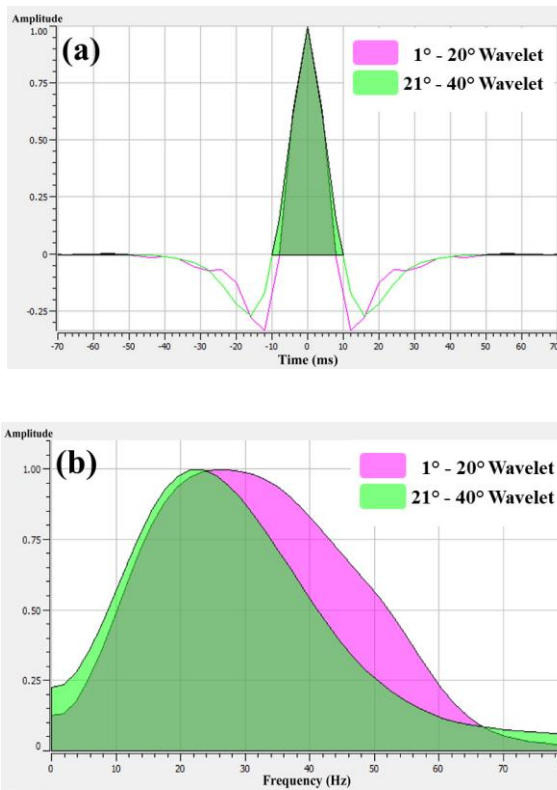 Amplitude
(a)
1° - 20° Wavelet
21° - 40° Wavelet
1.00
0.75
0.50
0.25
0
-0.25
-70 -60 -50 -40 -30 -20 -10 0 10 20 30 40 50 60 70
Time (ms)
Amplitude
(b)
1° - 20° Wavelet
21° - 40° Wavelet
1.00
0.75
0.50
0.25
0
0 10 20 30 40 50 60 70
Frequency (Hz)